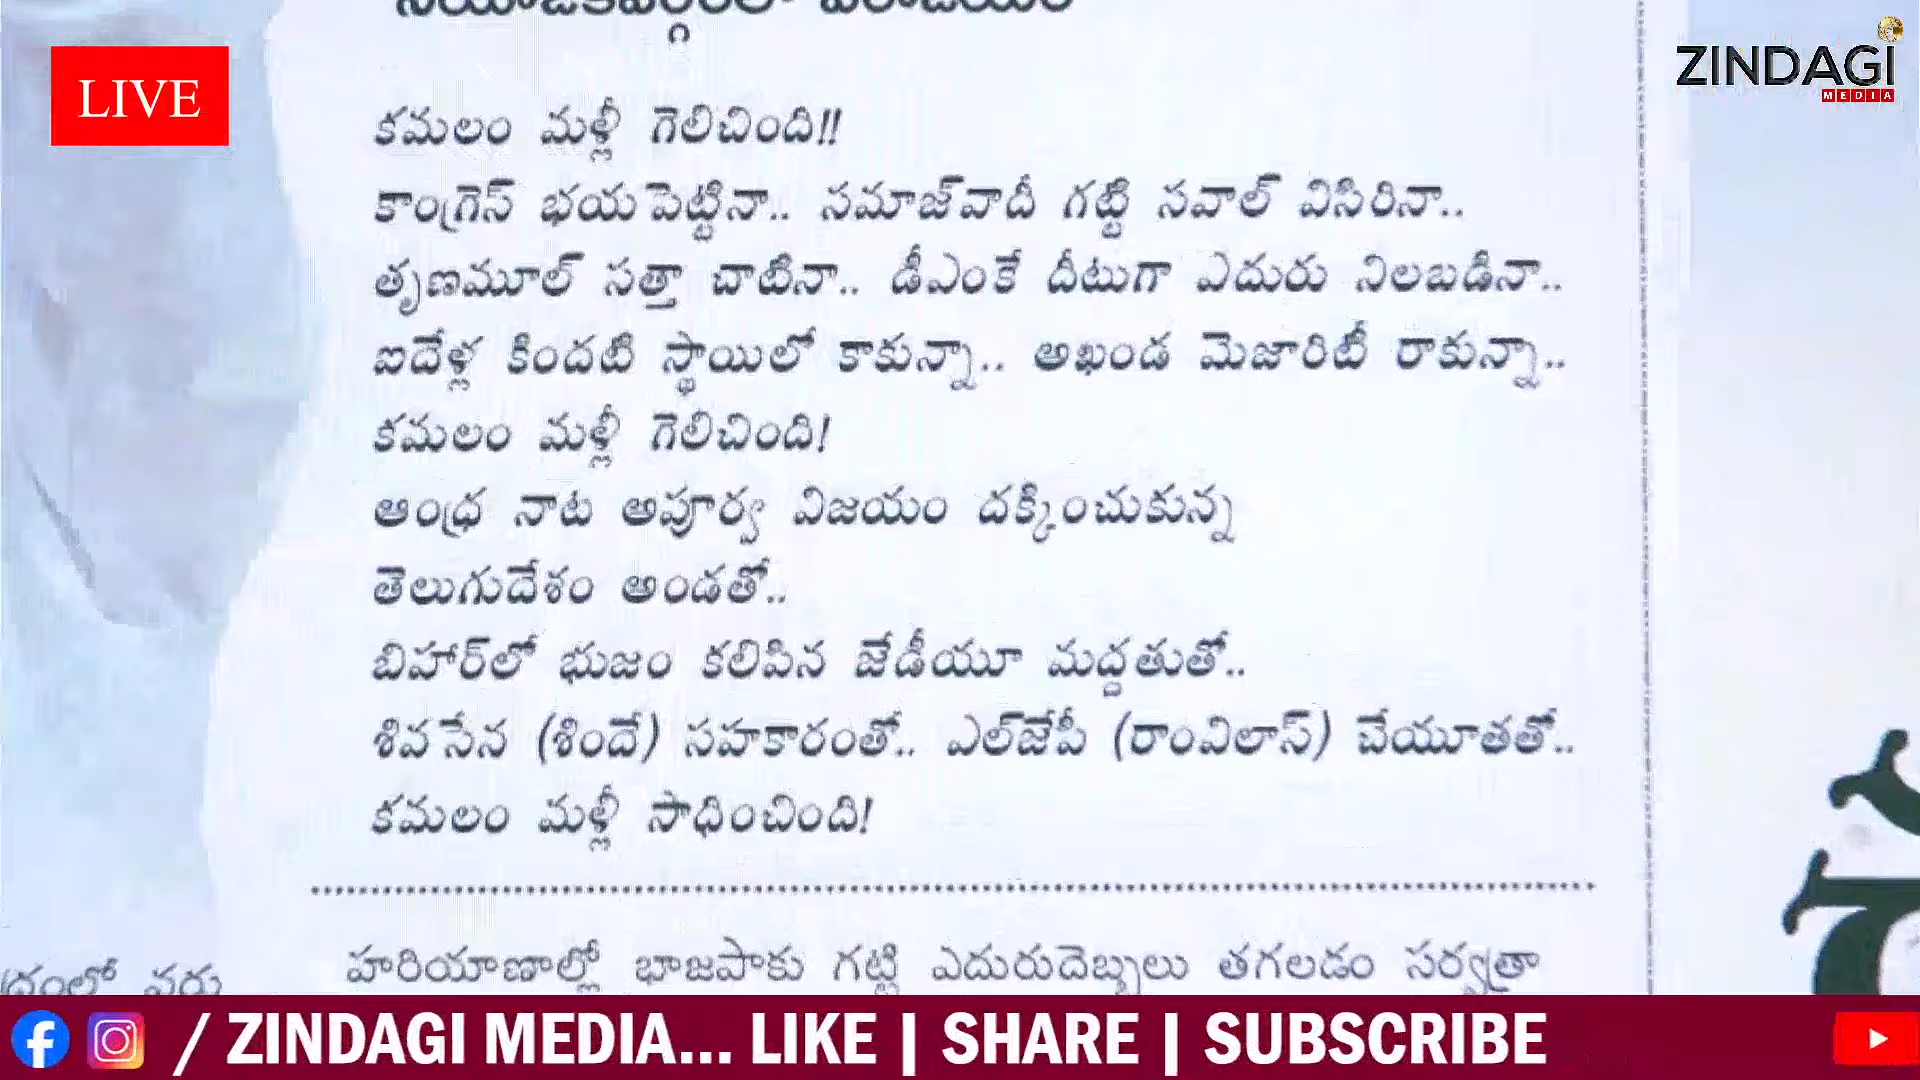 LIVE
ZINDAGI
MEDIA
కమలం మళ్లీ గెలిచింది!!
కాంగ్రెస్ భయపెట్టినా.. సమాజ్‌వాదీ గట్టి సవాల్ విసిరినా..
తృణమూల్ సత్తా చాటినా.. డీఎంకే దీటుగా ఎదురు నిలబడినా..
ఐదేళ్ల కిందటి స్థాయిలో కాకున్నా.. అఖండ మెజారిటీ రాకున్నా..
కమలం మళ్లీ గెలిచింది!
ఆంధ్ర నాట అపూర్వ విజయం దక్కించుకున్న
తెలుగుదేశం అండతో..
బిహార్‌లో భుజం కలిపిన జేడీయూ మద్దతుతో..
శివసేన (శిందే) సహకారంతో.. ఎల్‌జేపీ (రాంవిలాస్) చేయూతతో..
కమలం మళ్లీ సాధించింది!
హరియాణాల్లో భాజపాకు గట్టి ఎదురుదెబ్బలు తగలడం సర్వత్రా
/ ZINDAGI MEDIA... LIKE | SHARE | SUBSCRIBE